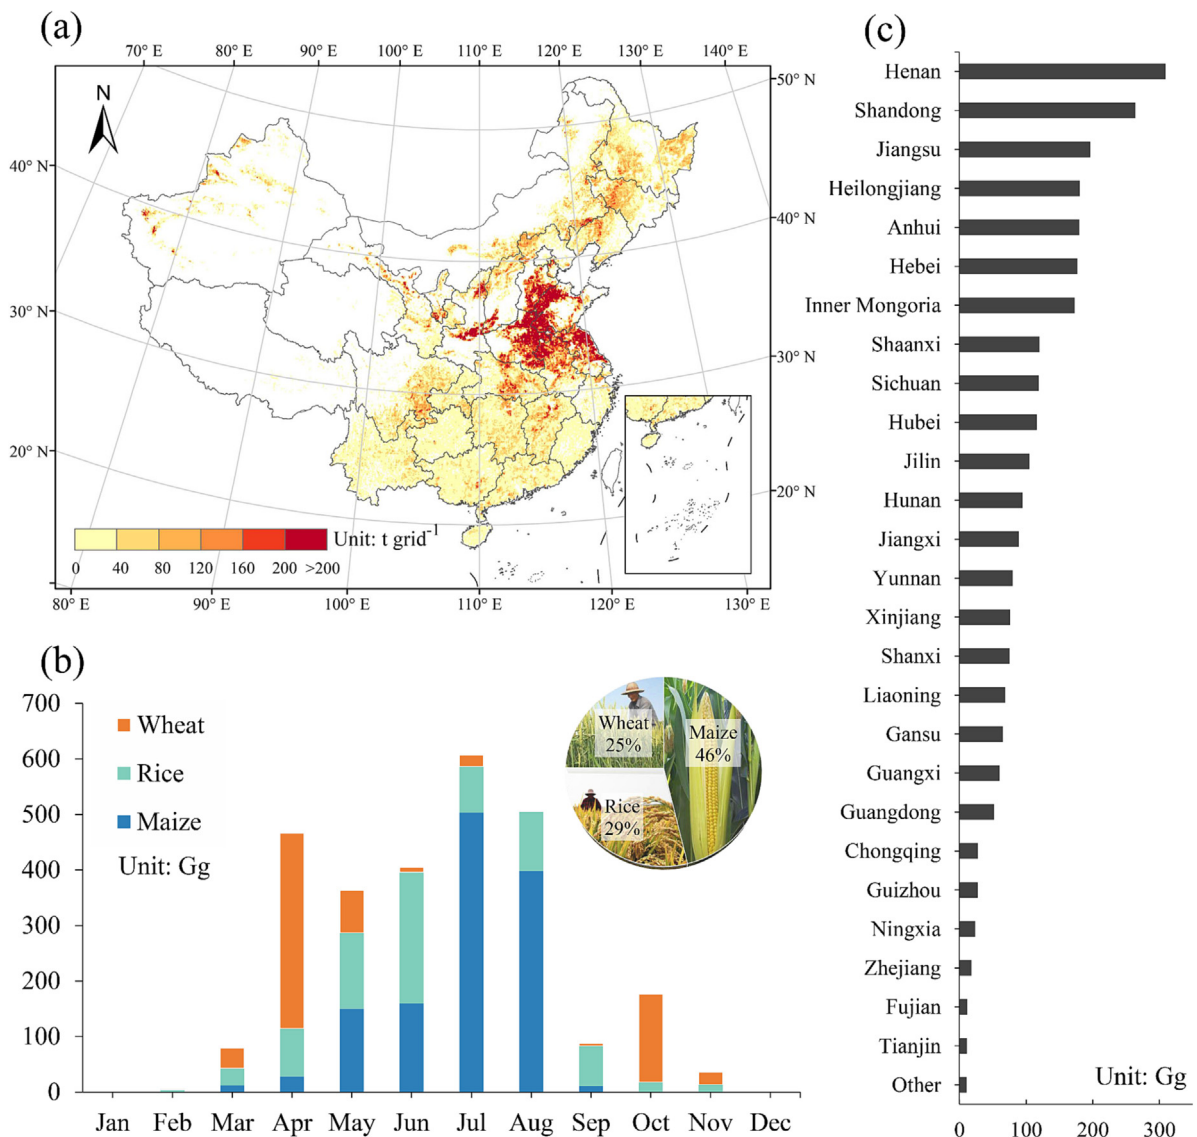 (a)
70° E 80° E 90° E 100° E 110° E 120° E 130° E 140° E
50° N
N
40° N
40° N
30° N
30° N
20° N
20° N
Unit: t grid⁻¹
0 40 80 120 160 200 >200
80° E 90° E 100° E 110° E 120° E 130° E
(b)
700
600
500
400
300
200
100
0
Wheat
Rice
Maize
Unit: Gg
Wheat
25%
Maize
46%
Rice
29%
Jan Feb Mar Apr May Jun Jul Aug Sep Oct Nov Dec
(c)
Henan
Shandong
Jiangsu
Heilongjiang
Anhui
Hebei
Inner Mongoria
Shaanxi
Sichuan
Hubei
Jilin
Hunan
Jiangxi
Yunnan
Xinjiang
Shanxi
Liaoning
Gansu
Guangxi
Guangdong
Chongqing
Guizhou
Ningxia
Zhejiang
Fujian
Tianjin
Other
Unit: Gg
0 100 200 300